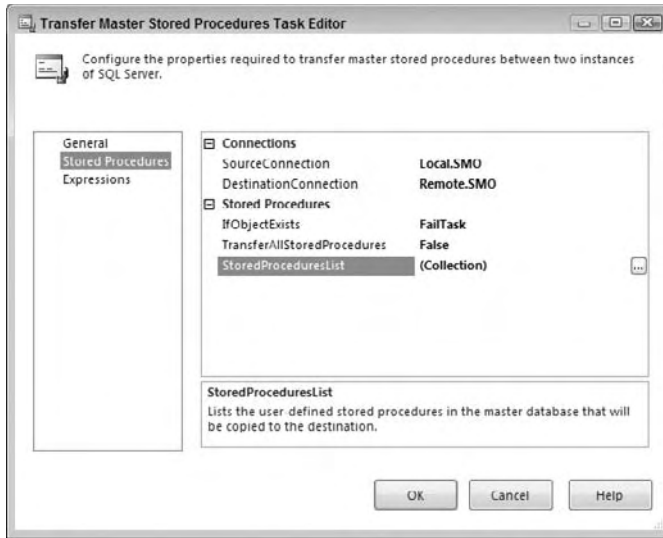 Transfer Master Stored Procedures Task Editor
Configure the properties required to transfer master stored procedures between two instances
of SQL Server.
General
Stored Procedures
Expressions
Connections
SourceConnection Local.SMO
DestinationConnection Remote.SMO
Stored Procedures
IfObjectExists FailTask
TransferAllStoredProcedures False
StoredProceduresList (Collection) ...
StoredProceduresList
Lists the user defined stored procedures in the master database that will
be copied to the destination.
OK Cancel Help